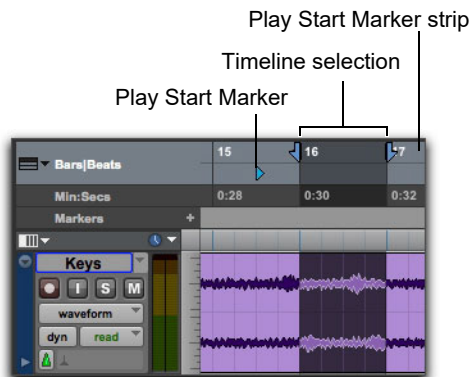 Play Start Marker strip
Timeline selection
Play Start Marker
Bars|Beats
15
16
17
Min:Secs
0:28
0:30
0:32
Markers
+
Keys
I
S
M
waveform
dyn
read